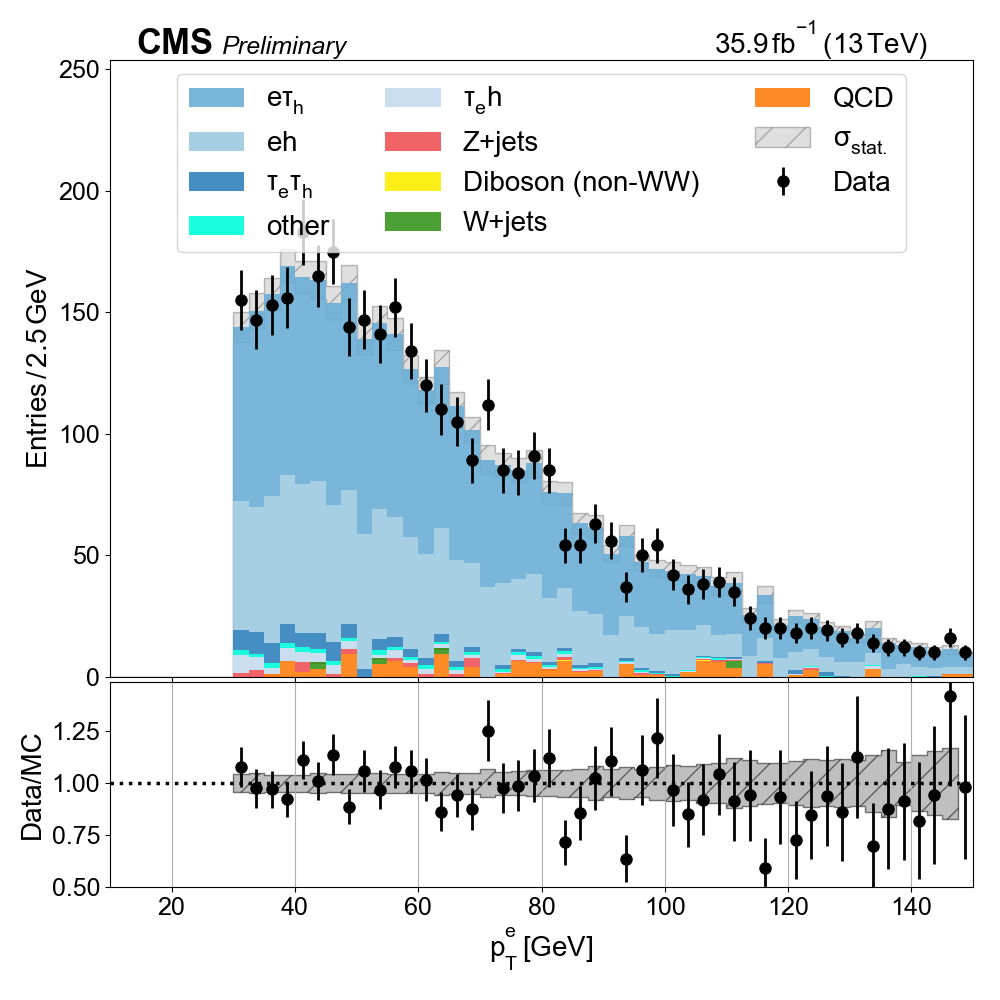 CMS Preliminary
35.9 fb⁻¹ (13 TeV)
eτₕ
eh
τₑτₕ
other
τₑh
Z+jets
Diboson (non-WW)
W+jets
QCD
σstat.
Data
Entries / 2.5 GeV
250
200
150
100
50
0
Data/MC
1.25
1.00
0.75
0.50
20 40 60 80 100 120 140
pTe [GeV]